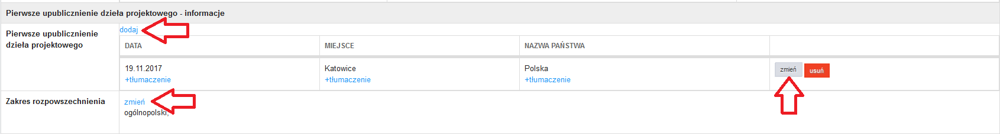 Pierwsze upublicznienie dzieła projektowego - informacje
Pierwsze upublicznienie
dzieła projektowego
dodaj
DATA MIEJSCE NAZWA PAŃSTWA
19.11.2017 Katowice Polska zmień usuń
+tłumaczenie +tłumaczenie +tłumaczenie
Zakres rozpowszechnienia zmień
ogólnopolski,